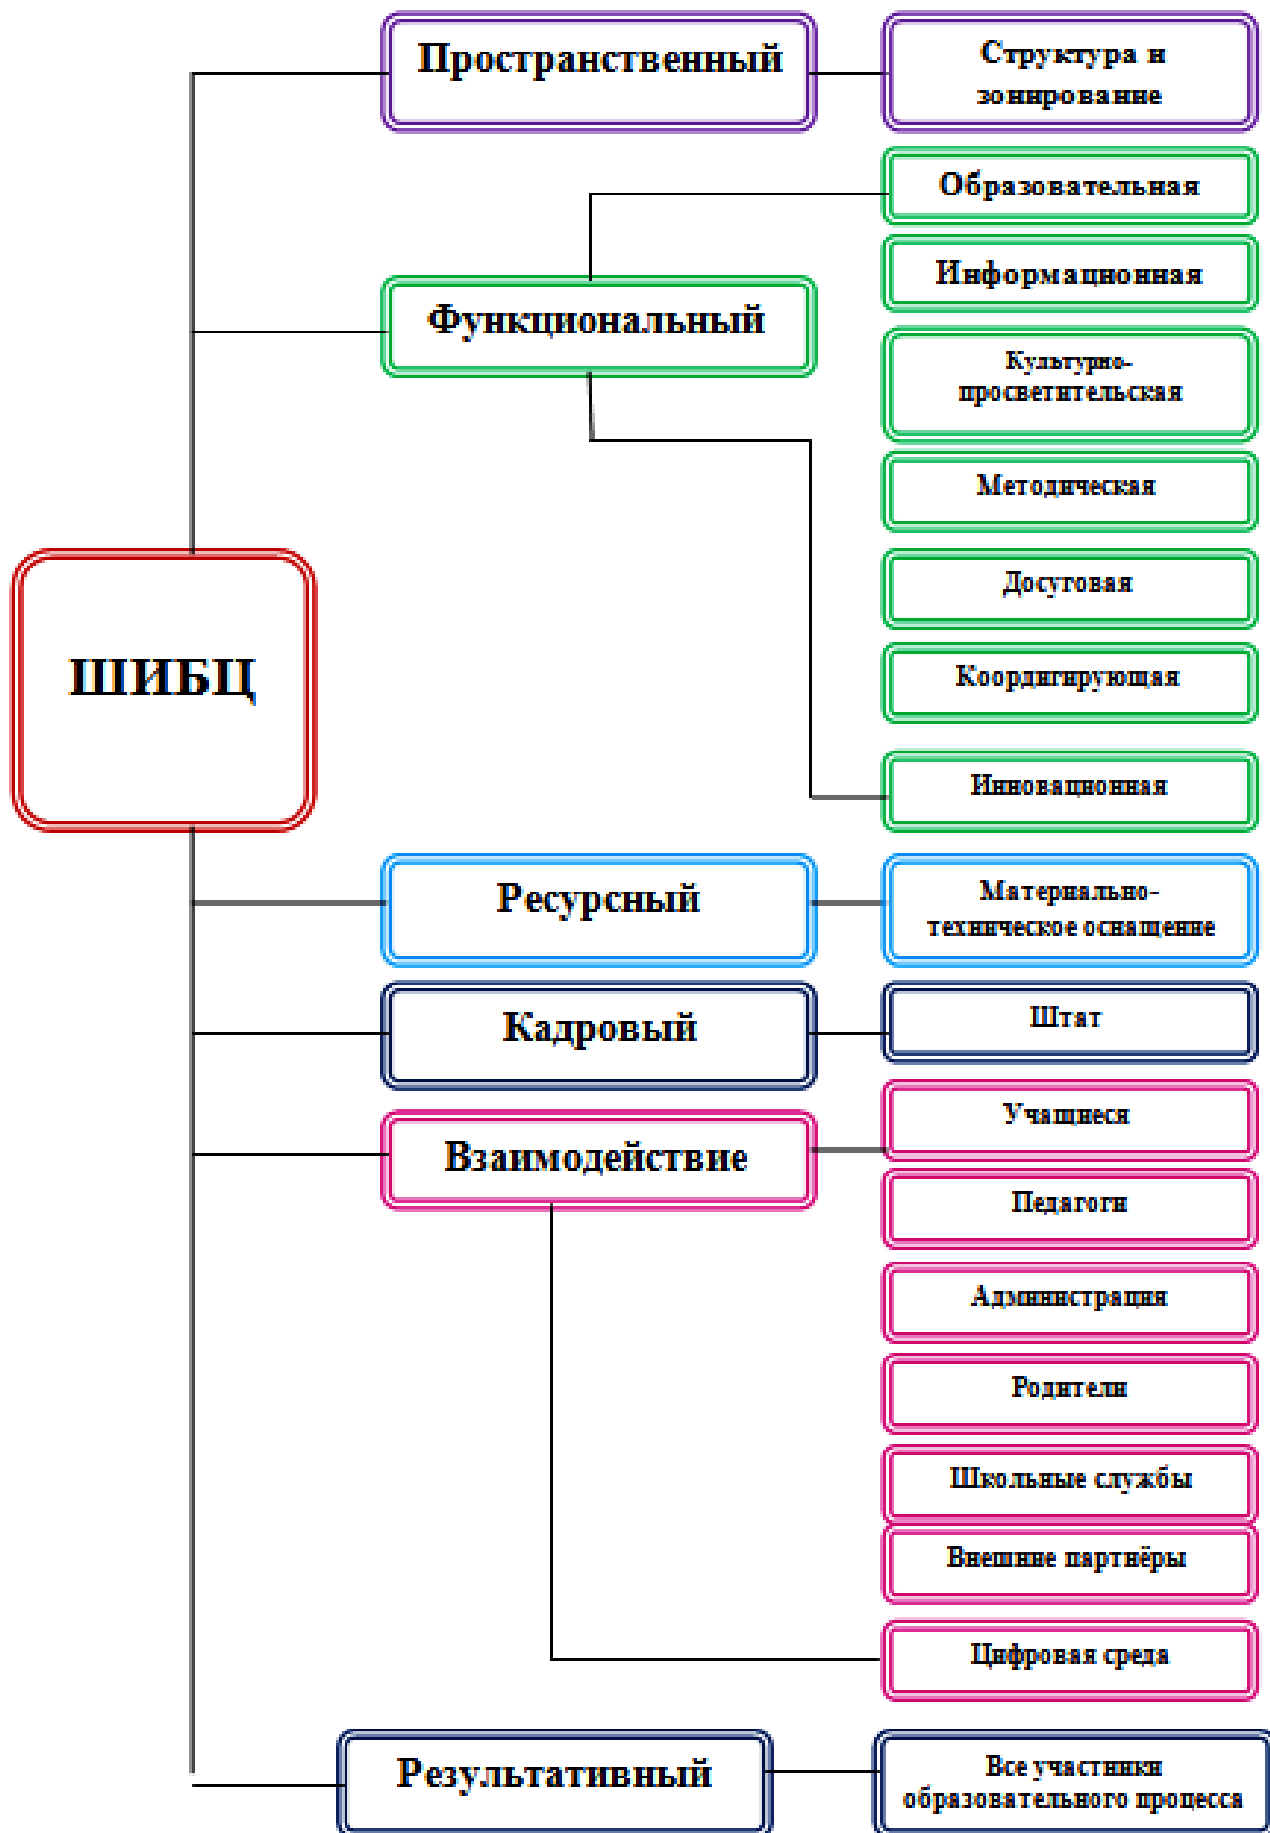 Пространственный
Структура и
зонирование
Образовательная
Информационная
Функциональный
Культурно-
просветительская
Методическая
Досуговая
ШИБЦ
Координгирующая
Инновационная
Ресурсный
Материально-
техническое оснащение
Кадровый
Штат
Взаимодействие
Учащиеся
Педагоги
Администрация
Родители
Школьные службы
Внешние партнёры
Цифровая среда
Результативный
Все участники
образовательного процесса